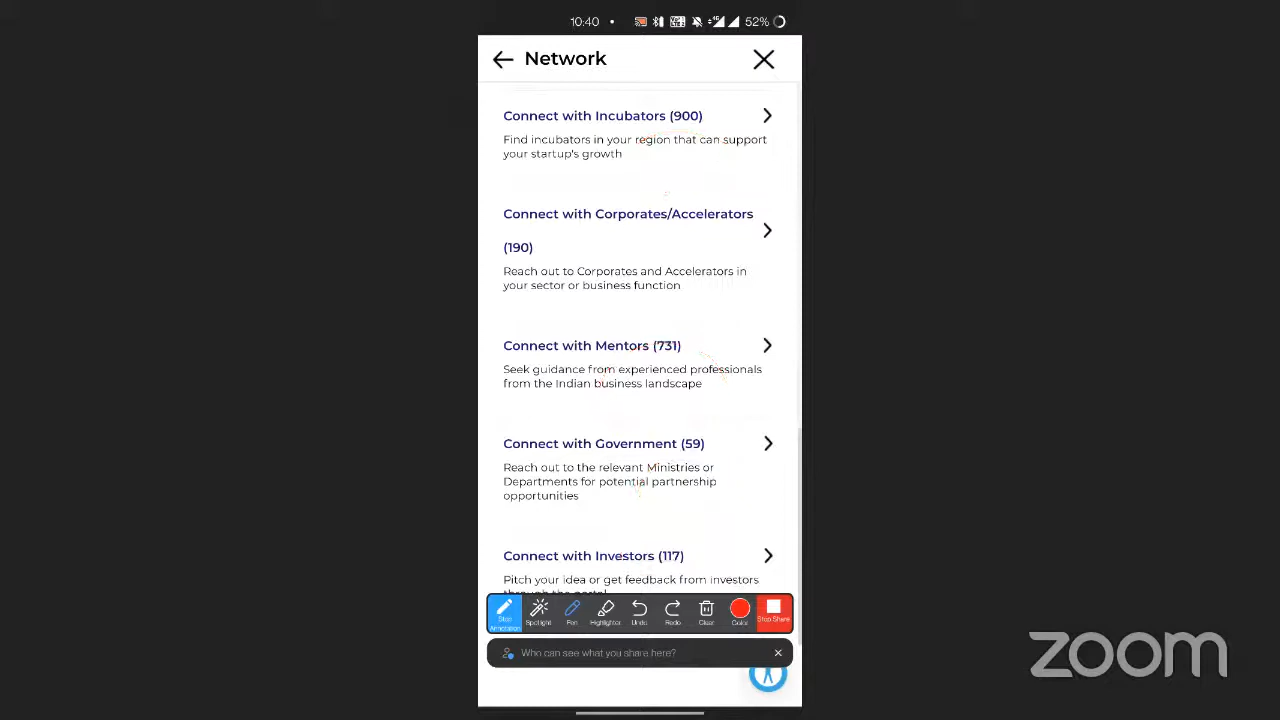 10:40 • 52%
Network
Connect with Incubators (900)
Find incubators in your region that can support
your startup's growth
Connect with Corporates/Accelerators
(190)
Reach out to Corporates and Accelerators in
your sector or business function
Connect with Mentors (731)
Seek guidance from experienced professionals
from the Indian business landscape
Connect with Government (59)
Reach out to the relevant Ministries or
Departments for potential partnership
opportunities
Connect with Investors (117)
Pitch your idea or get feedback from investors
through the portal
Stop Annotation Spotlight Pen Highlighter Undo Redo Clear Color Stop Share
Who can see what you share here?
zoom